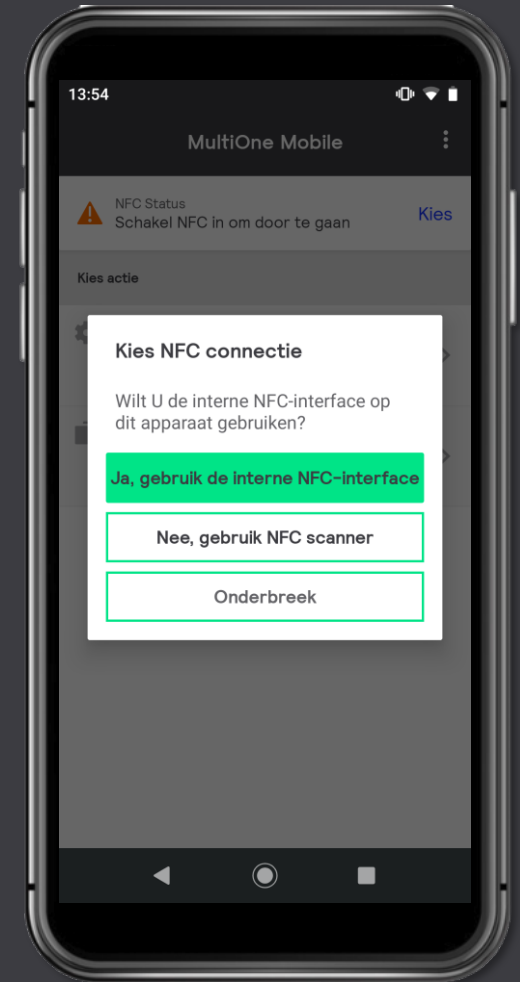 13:54
MultiOne Mobile
NFC Status
Schakel NFC in om door te gaan
Kies
Kies actie
Kies NFC connectie
Wilt U de interne NFC-interface op
dit apparaat gebruiken?
Ja, gebruik de interne NFC-interface
Nee, gebruik NFC scanner
Onderbreek